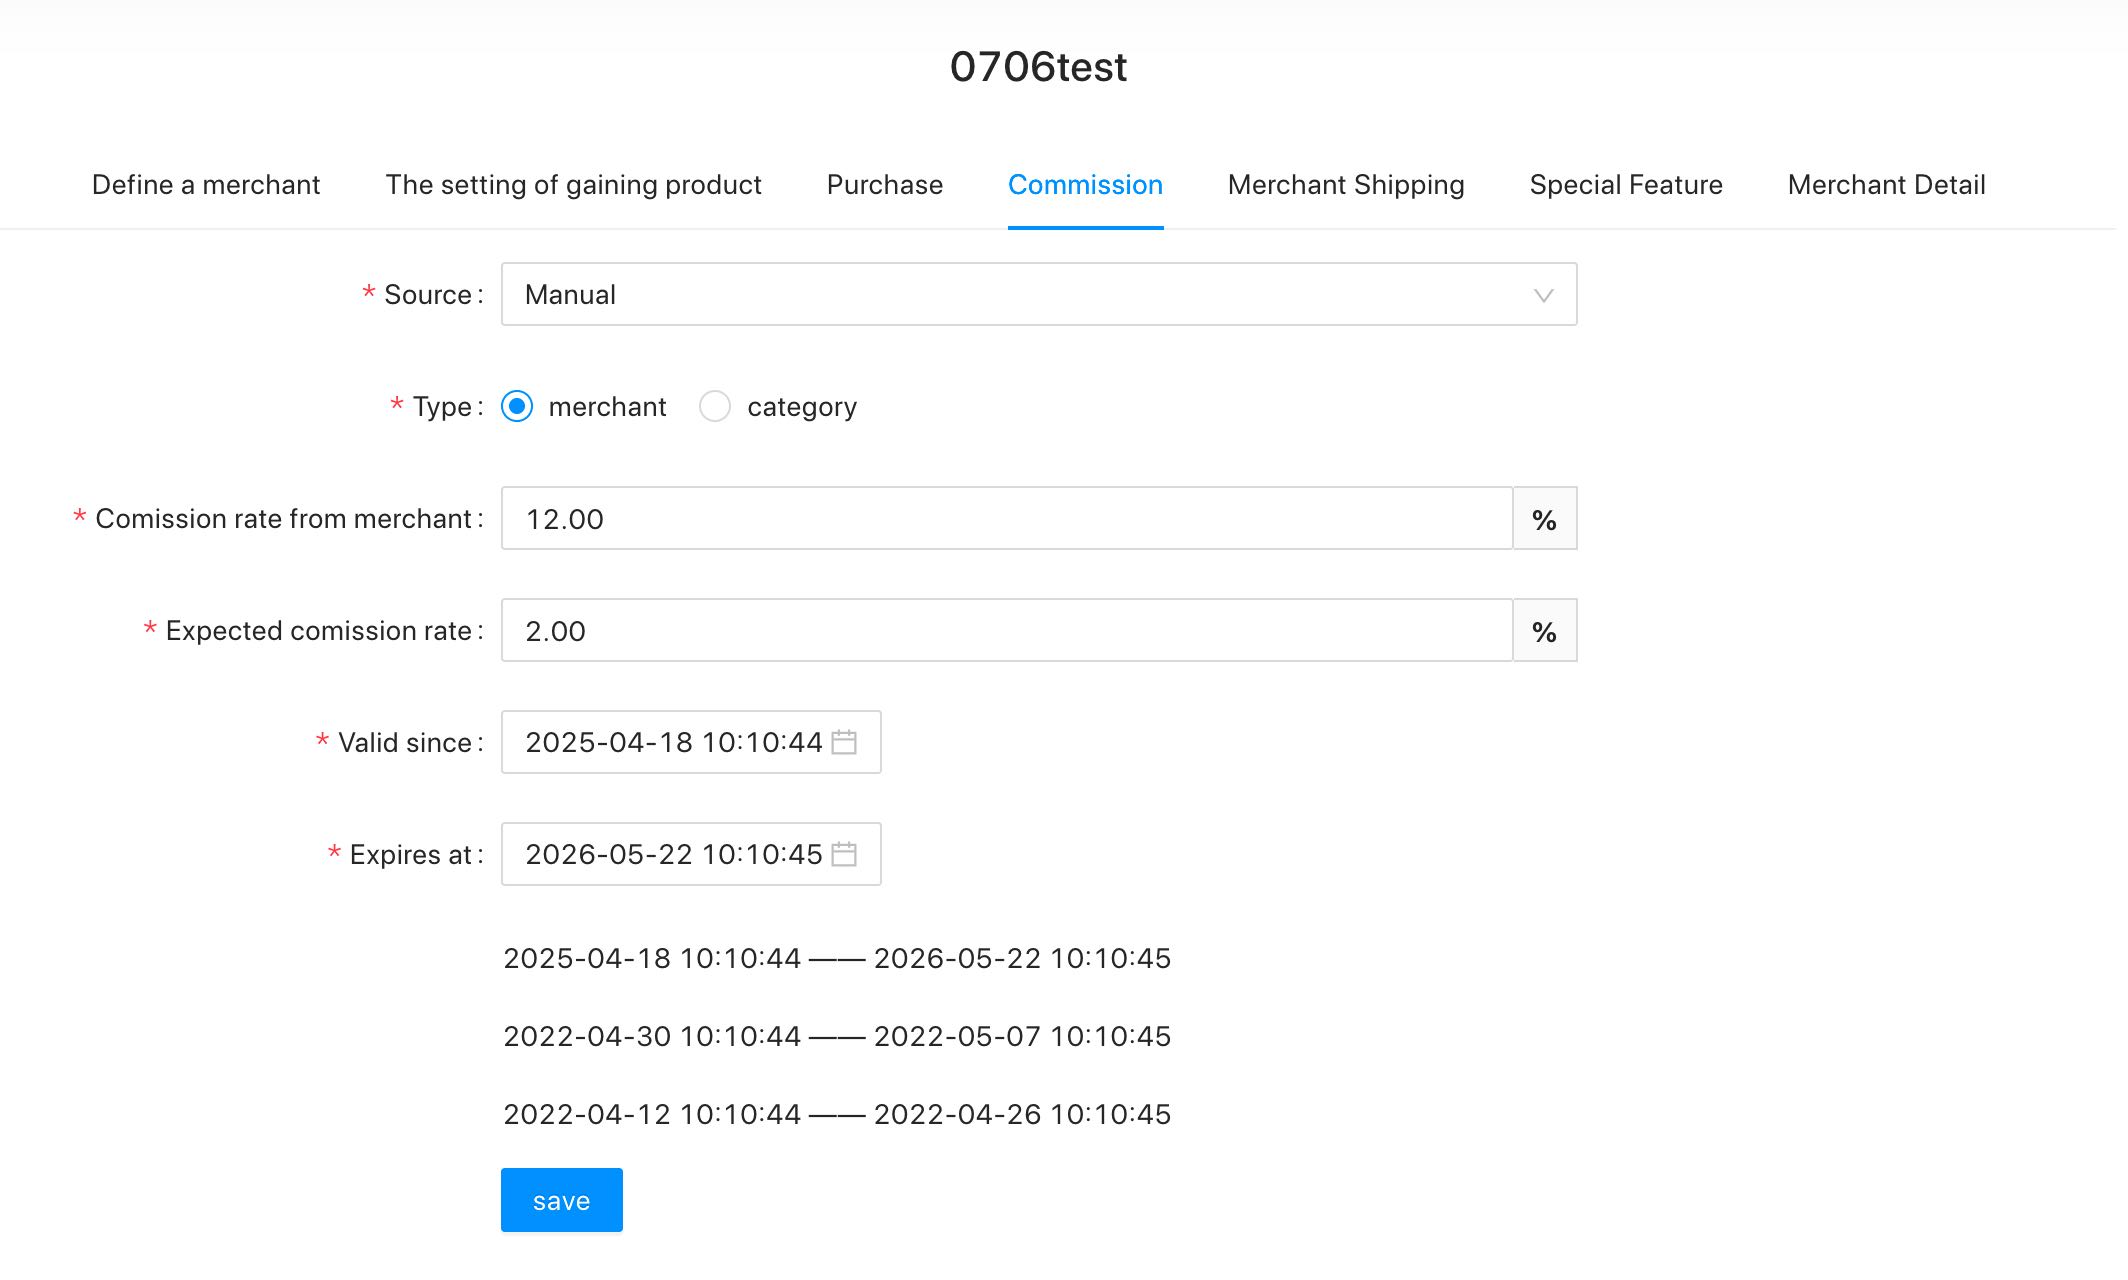 0706test
Define a merchant The setting of gaining product Purchase Commission Merchant Shipping Special Feature Merchant Detail
* Source: Manual
* Type: merchant category
* Comission rate from merchant: 12.00 %
* Expected comission rate: 2.00 %
* Valid since: 2025-04-18 10:10:44
* Expires at: 2026-05-22 10:10:45
2025-04-18 10:10:44 —— 2026-05-22 10:10:45
2022-04-30 10:10:44 —— 2022-05-07 10:10:45
2022-04-12 10:10:44 —— 2022-04-26 10:10:45
save